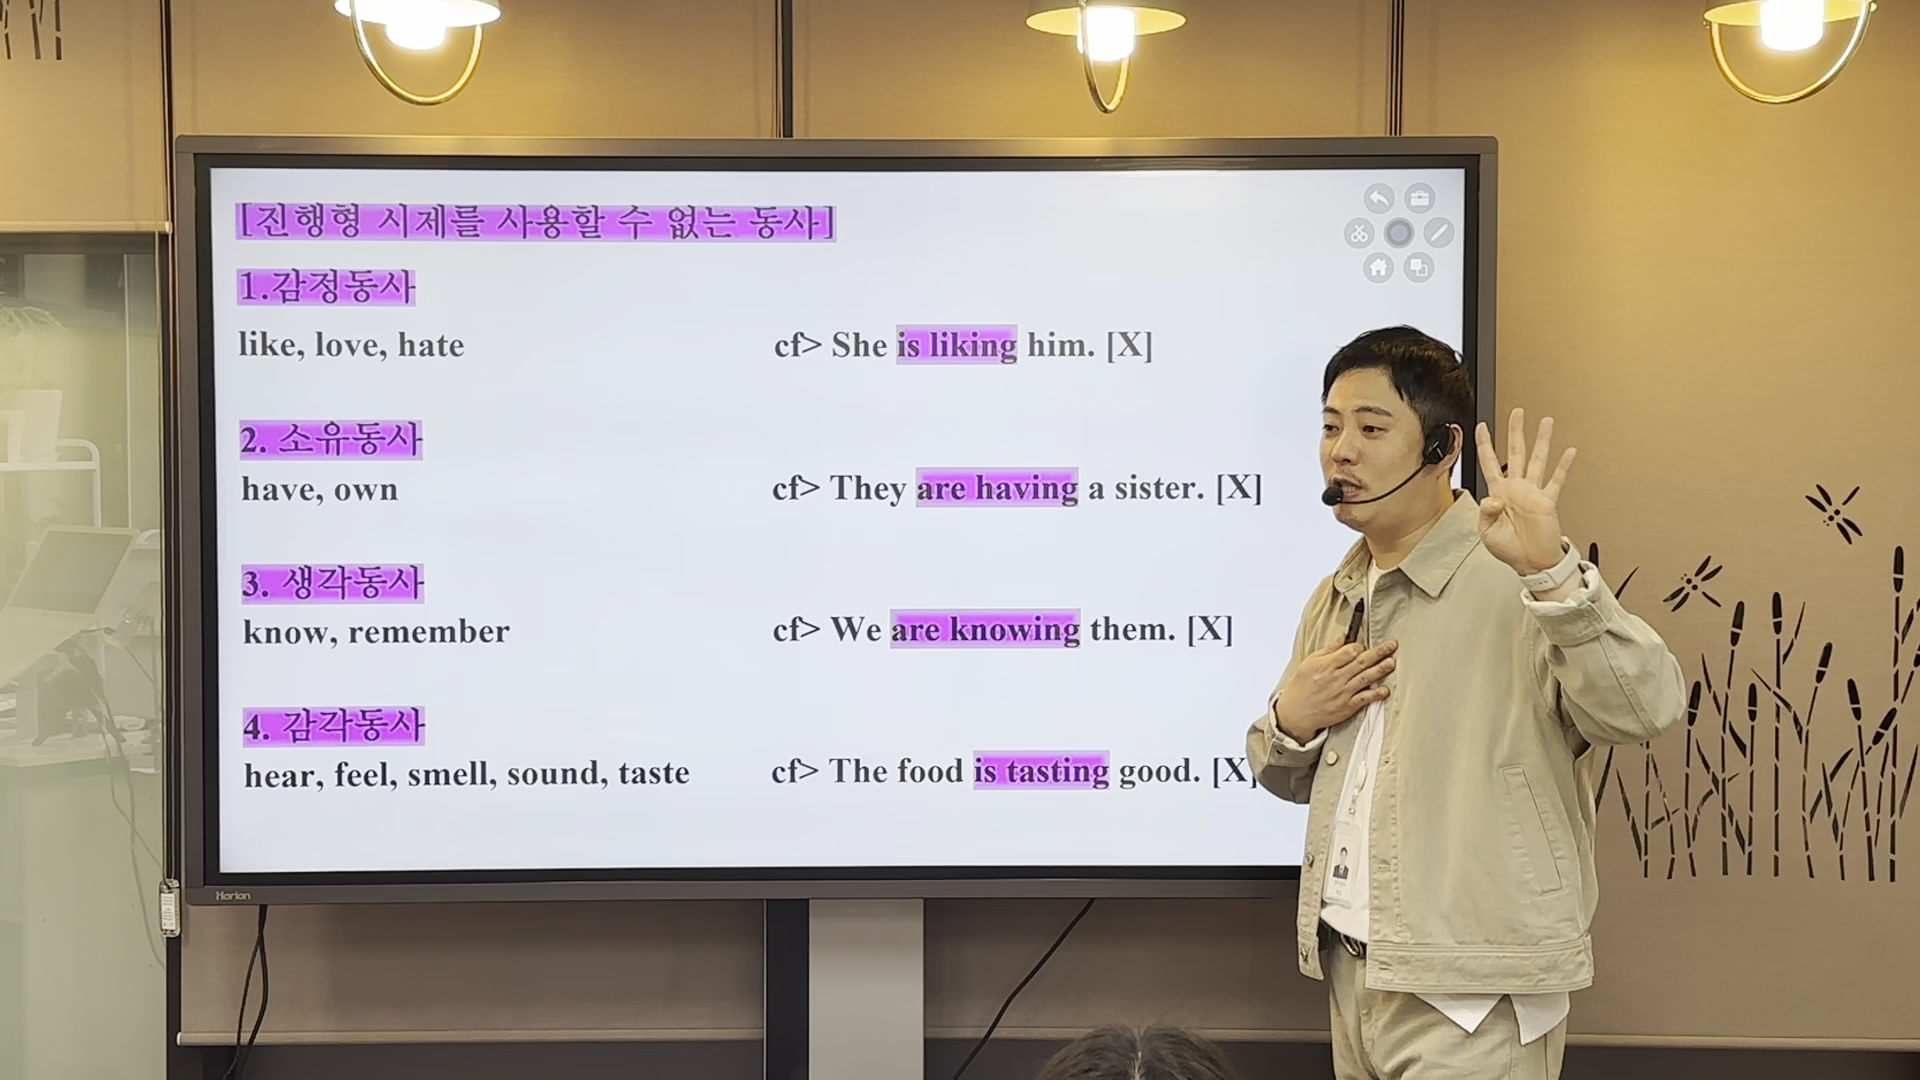 [진행형 시제를 사용할 수 없는 동사]
1.감정동사
like, love, hate
cf> She is liking him. [X]
2. 소유동사
have, own
cf> They are having a sister. [X]
3. 생각동사
know, remember
cf> We are knowing them. [X]
4. 감각동사
hear, feel, smell, sound, taste
cf> The food is tasting good. [X]
Horion